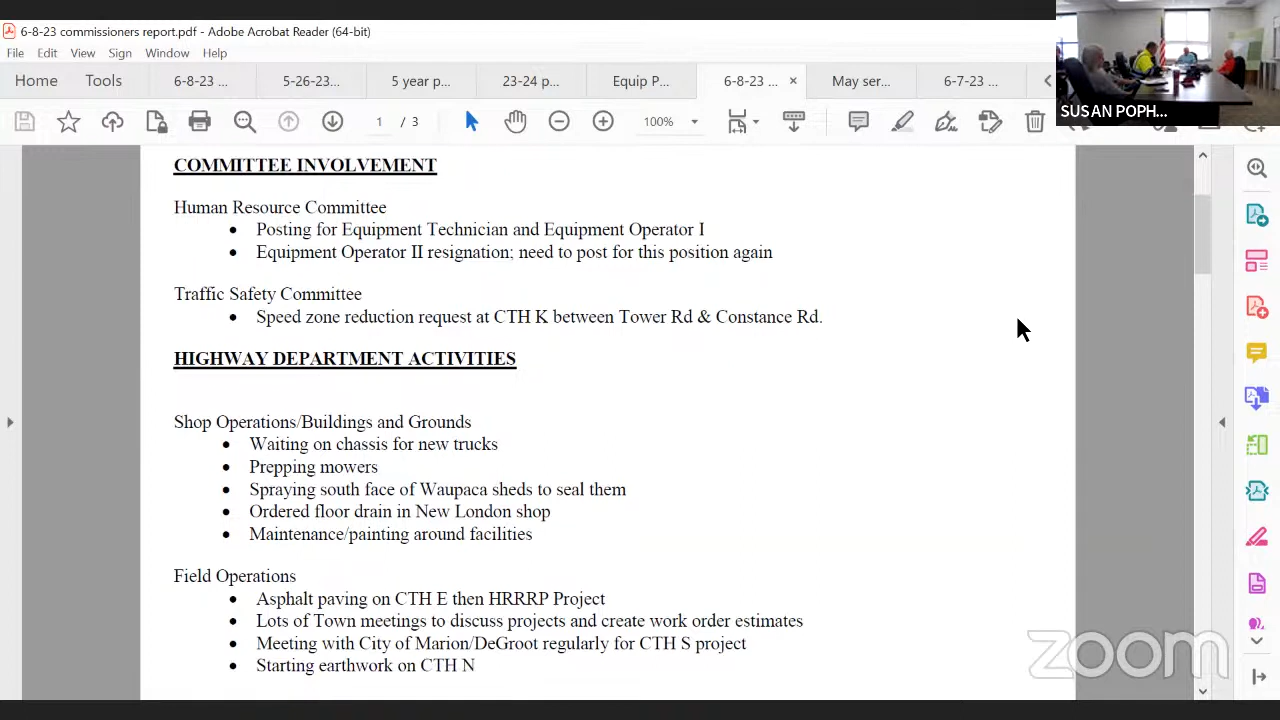 6-8-23 commissioners report.pdf - Adobe Acrobat Reader (64-bit)
File Edit View Sign Window Help
Home Tools 6-8-23 ... 5-26-23... 5 year p... 23-24 p... Equip P... 6-8-23 ... × May ser... 6-7-23 ...
1 / 3 100%
SUSAN POPH...
COMMITTEE INVOLVEMENT
Human Resource Committee
• Posting for Equipment Technician and Equipment Operator I
• Equipment Operator II resignation; need to post for this position again
Traffic Safety Committee
• Speed zone reduction request at CTH K between Tower Rd & Constance Rd.
HIGHWAY DEPARTMENT ACTIVITIES
Shop Operations/Buildings and Grounds
• Waiting on chassis for new trucks
• Prepping mowers
• Spraying south face of Waupaca sheds to seal them
• Ordered floor drain in New London shop
• Maintenance/painting around facilities
Field Operations
• Asphalt paving on CTH E then HRRRP Project
• Lots of Town meetings to discuss projects and create work order estimates
• Meeting with City of Marion/DeGroot regularly for CTH S project
• Starting earthwork on CTH N
zoom